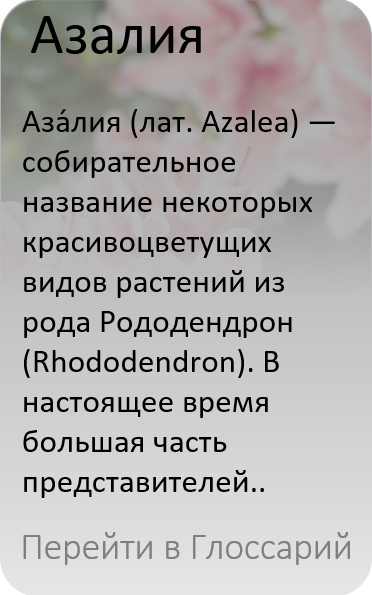 Азалия
Аза́лия (лат. Azalea) —
собирательное
название некоторых
красивоцветущих
видов растений из
рода Рододендрон
(Rhododendron). В
настоящее время
большая часть
представителей..
Перейти в Глоссарий